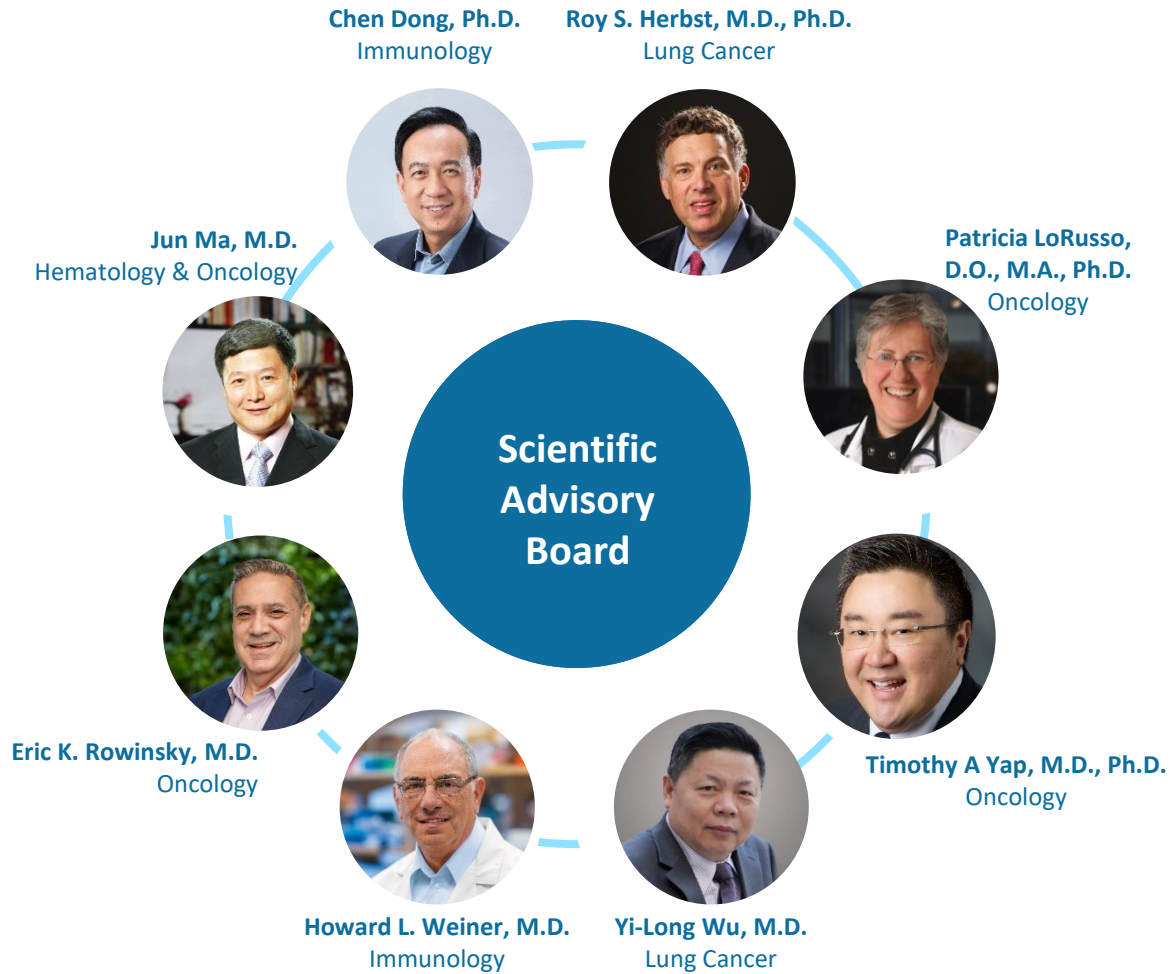 Chen Dong, Ph.D.
Immunology
Roy S. Herbst, M.D., Ph.D.
Lung Cancer
Jun Ma, M.D.
Hematology & Oncology
Patricia LoRusso,
D.O., M.A., Ph.D.
Oncology
Scientific
Advisory
Board
Eric K. Rowinsky, M.D.
Oncology
Timothy A Yap, M.D., Ph.D.
Oncology
Howard L. Weiner, M.D.
Immunology
Yi-Long Wu, M.D.
Lung Cancer